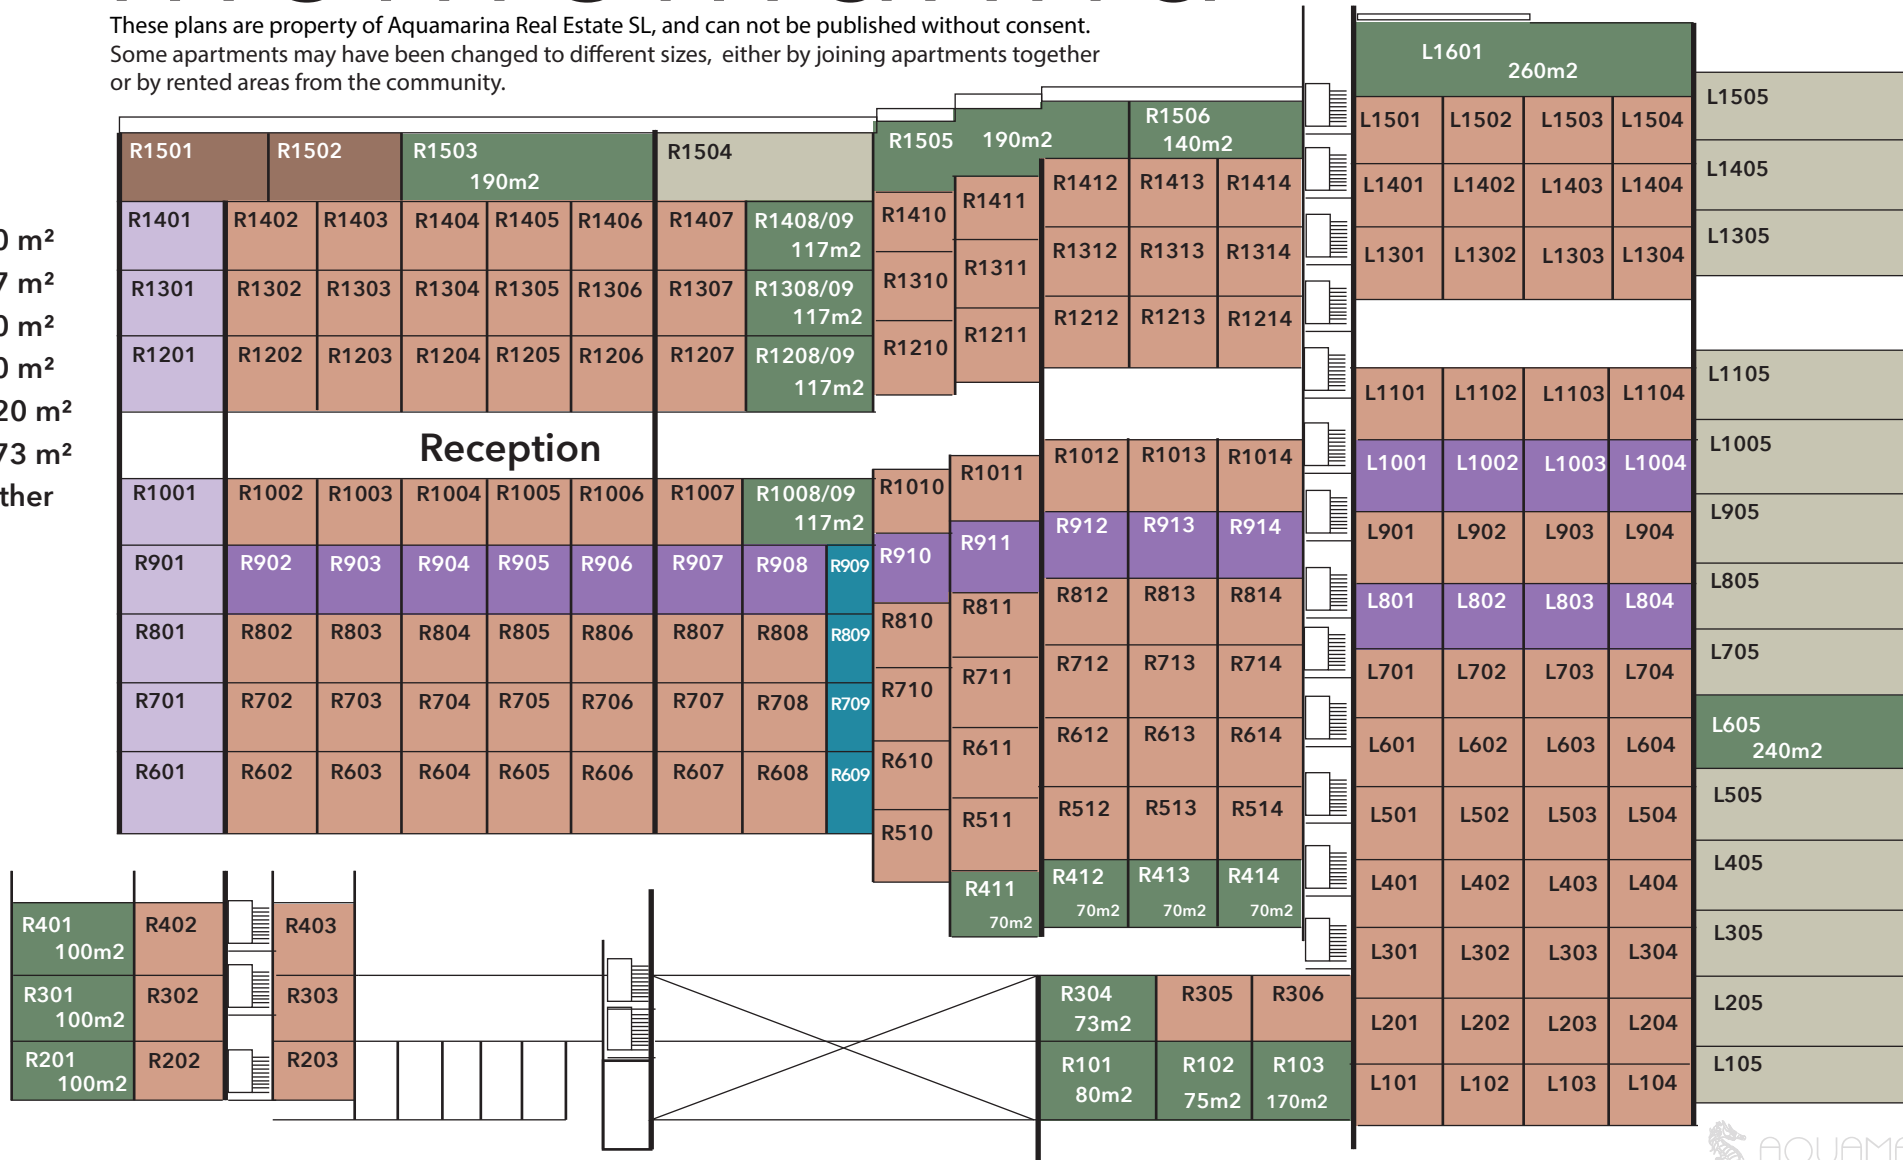 These plans are property of Aquamarina Real Estate SL, and can not be published without consent.
Some apartments may have been changed to different sizes, either by joining apartments together
or by rented areas from the community.
0 m²
7 m²
0 m²
0 m²
20 m²
73 m²
ther
R1501 R1502 R1503 190m2 R1504 R1505 190m2 R1506 140m2
R1401 R1402 R1403 R1404 R1405 R1406 R1407 R1408/09 117m2 R1410 R1411 R1412 R1413 R1414
R1301 R1302 R1303 R1304 R1305 R1306 R1307 R1308/09 117m2 R1310 R1311 R1312 R1313 R1314
R1201 R1202 R1203 R1204 R1205 R1206 R1207 R1208/09 117m2 R1210 R1211 R1212 R1213 R1214
Reception
R1001 R1002 R1003 R1004 R1005 R1006 R1007 R1008/09 117m2 R1010 R1011 R1012 R1013 R1014
R901 R902 R903 R904 R905 R906 R907 R908 R909 R910 R911 R912 R913 R914
R801 R802 R803 R804 R805 R806 R807 R808 R809 R810 R811 R812 R813 R814
R701 R702 R703 R704 R705 R706 R707 R708 R709 R710 R711 R712 R713 R714
R601 R602 R603 R604 R605 R606 R607 R608 R609 R610 R611 R612 R613 R614
R510 R511 R512 R513 R514
R411 70m2 R412 70m2 R413 70m2 R414 70m2
R401 100m2 R402 R403
R301 100m2 R302 R303 R304 73m2 R305 R306
R201 100m2 R202 R203 R101 80m2 R102 75m2 R103 170m2
L1601 260m2
L1501 L1502 L1503 L1504 L1505
L1401 L1402 L1403 L1404 L1405
L1301 L1302 L1303 L1304 L1305
L1101 L1102 L1103 L1104 L1105
L1001 L1002 L1003 L1004 L1005
L901 L902 L903 L904 L905
L801 L802 L803 L804 L805
L701 L702 L703 L704 L705
L601 L602 L603 L604 L605 240m2
L501 L502 L503 L504 L505
L401 L402 L403 L404 L405
L301 L302 L303 L304 L305
L201 L202 L203 L204 L205
L101 L102 L103 L104 L105
AQUAMA